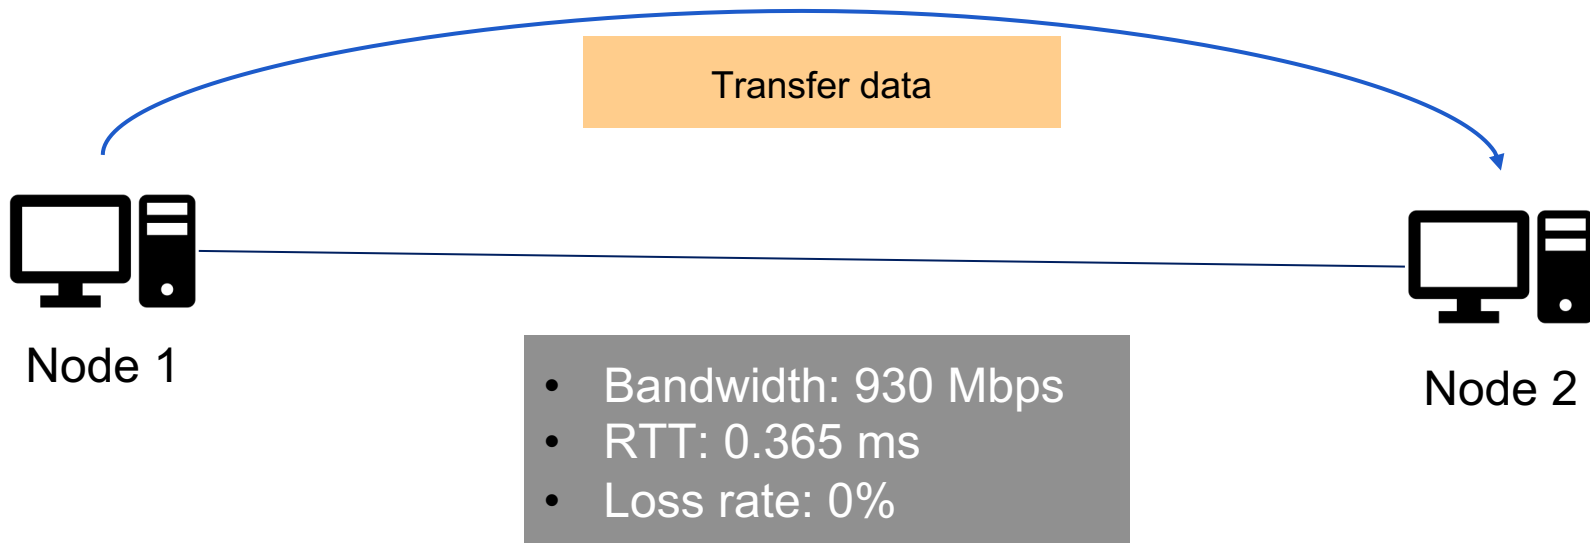 Transfer data
Node 1
• Bandwidth: 930 Mbps
• RTT: 0.365 ms
• Loss rate: 0%
Node 2